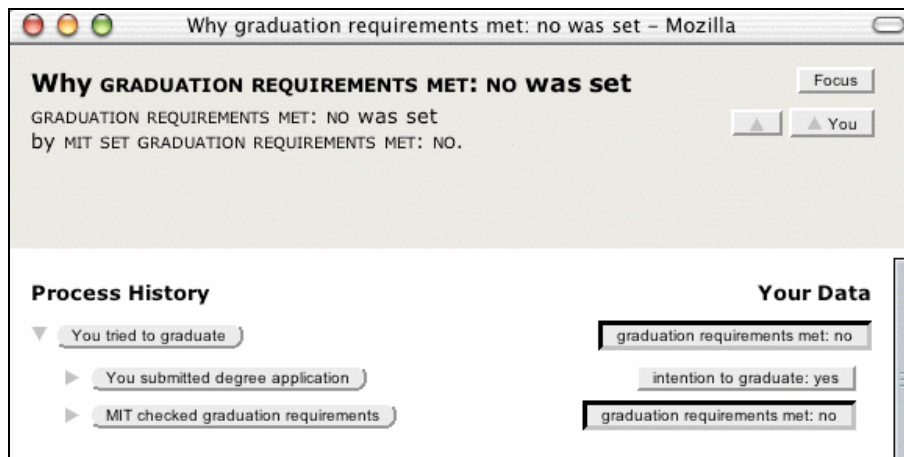 Why graduation requirements met: no was set – Mozilla
Why GRADUATION REQUIREMENTS MET: NO was set
Focus
GRADUATION REQUIREMENTS MET: NO was set
You
by MIT SET GRADUATION REQUIREMENTS MET: NO.
Process History Your Data
You tried to graduate graduation requirements met: no
You submitted degree application intention to graduate: yes
MIT checked graduation requirements graduation requirements met: no